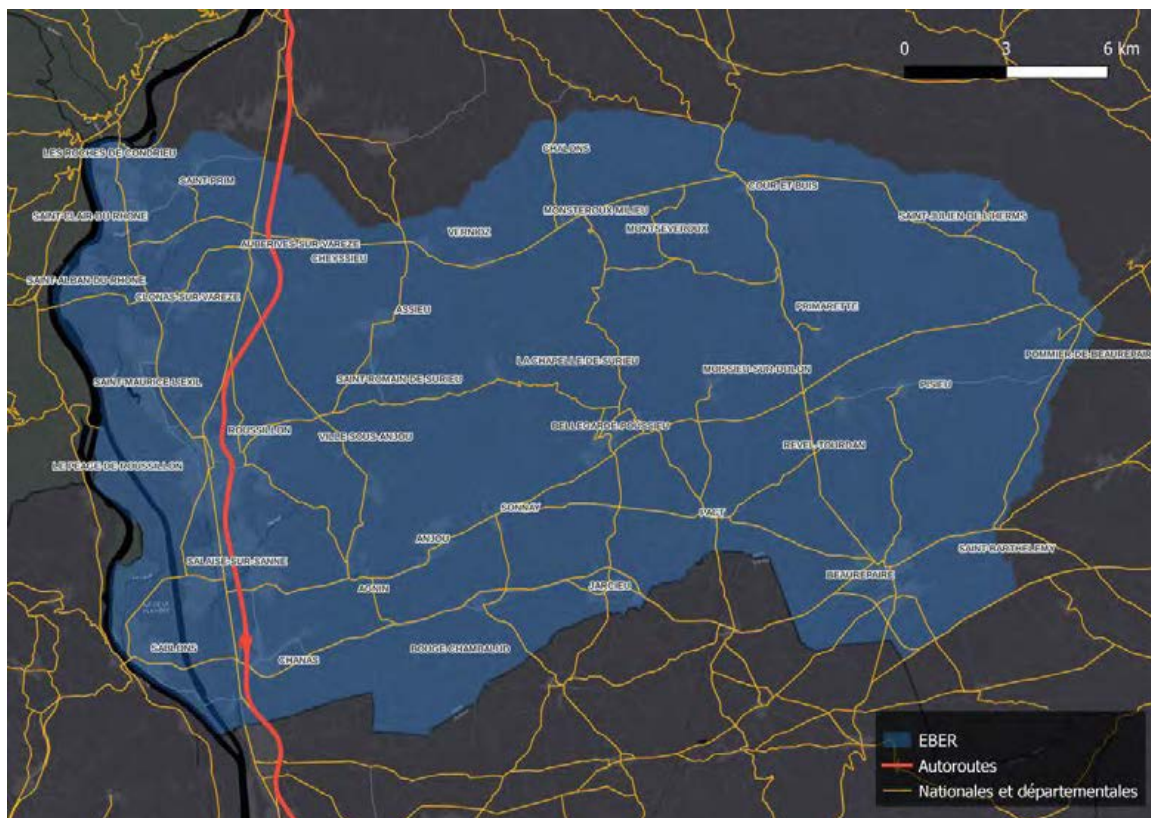 0 3 6 km
CHALONS
LES ROCHES DE CONDRIEU
SAINT-PRIM
COUR ET BUIS
MONSTEROUX MILIEU
SAINT-CLAIR-DU-RHONE
SAINT-JULIEN-DE-L'HERMS
MONTSEVEROUX
VERNIOZ
AUBERIVES-SUR-VAREZE
CHEYSSIEU
SAINT-ALBAN-DU-RHONE
CLONAS-SUR-VAREZE
PRIMARETTE
ASSIEU
POMMIER-DE-BEAUREPAIR
LA CHAPELLE-DE-SURIEU
MOISSIEU-SUR-DOLON
SAINT ROMAIN DE SURIEU
SAINT-MAURICE-L'EXIL
PISIEU
BELLEGARDE-POUSSIEU
ROUSSILLON
VILLE SOUS ANJOU
REVEL-TOURDAN
LE PEAGE-DE-ROUSSILLON
SONNAY
PACT
ANJOU
SAINT-BARTHELEMY
SALAISE-SUR-SANNE
BEAUREPAIRE
AGNIN
JARCIEU
SABLONS
BOUGE-CHAMBALUD
CHANAS
EBER
Autoroutes
Nationales et départementales